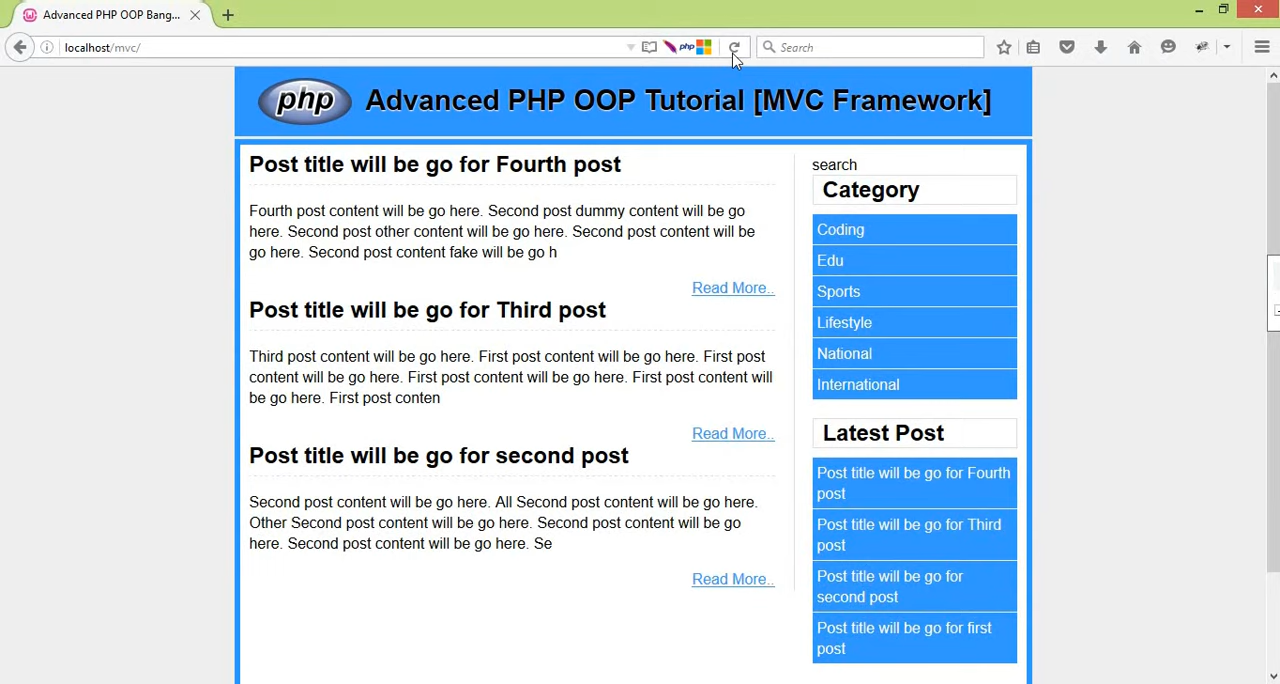 Advanced PHP OOP Bang...
localhost/mvc/
php
Search
php Advanced PHP OOP Tutorial [MVC Framework]
Post title will be go for Fourth post
Fourth post content will be go here. Second post dummy content will be go
here. Second post other content will be go here. Second post content will be
go here. Second post content fake will be go h
Read More..
Post title will be go for Third post
Third post content will be go here. First post content will be go here. First post
content will be go here. First post content will be go here. First post content will
be go here. First post conten
Read More..
Post title will be go for second post
Second post content will be go here. All Second post content will be go here.
Other Second post content will be go here. Second post content will be go
here. Second post content will be go here. Se
Read More..
search
Category
Coding
Edu
Sports
Lifestyle
National
International
Latest Post
Post title will be go for Fourth
post
Post title will be go for Third
post
Post title will be go for
second post
Post title will be go for first
post